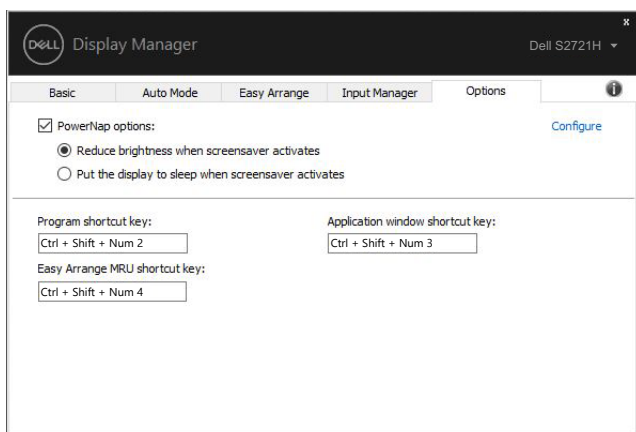 DELL Display Manager
Dell S2721H
x
Basic Auto Mode Easy Arrange Input Manager Options
PowerNap options: Configure
Reduce brightness when screensaver activates
Put the display to sleep when screensaver activates
Program shortcut key: Application window shortcut key:
Ctrl + Shift + Num 2 Ctrl + Shift + Num 3
Easy Arrange MRU shortcut key:
Ctrl + Shift + Num 4